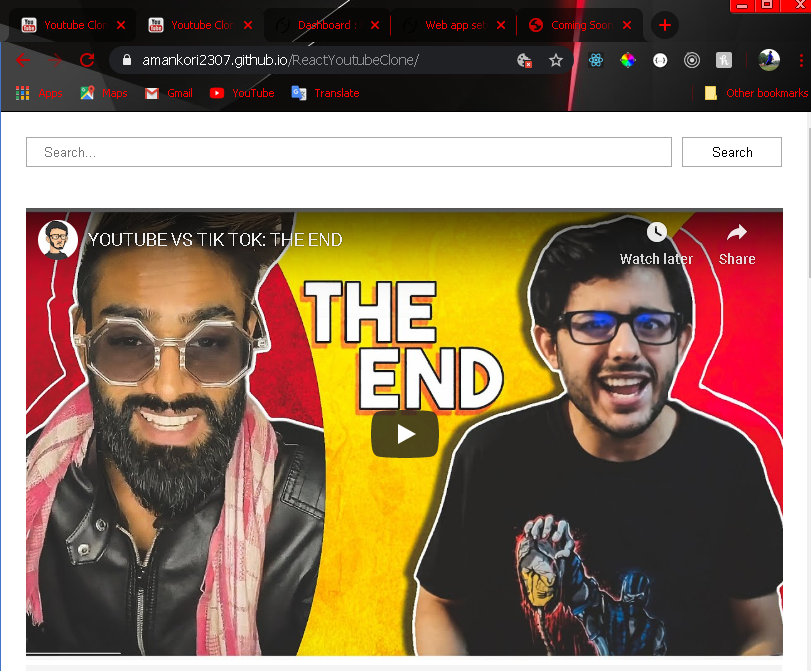 Youtube Clon
Youtube Clon
Dashboard :
Web app set
Coming Soon
amankori2307.github.io/ReactYoutubeClone/
Apps
Maps
Gmail
YouTube
Translate
Other bookmarks
Search...
Search
YOUTUBE VS TIK TOK: THE END
Watch later
Share
THE
END